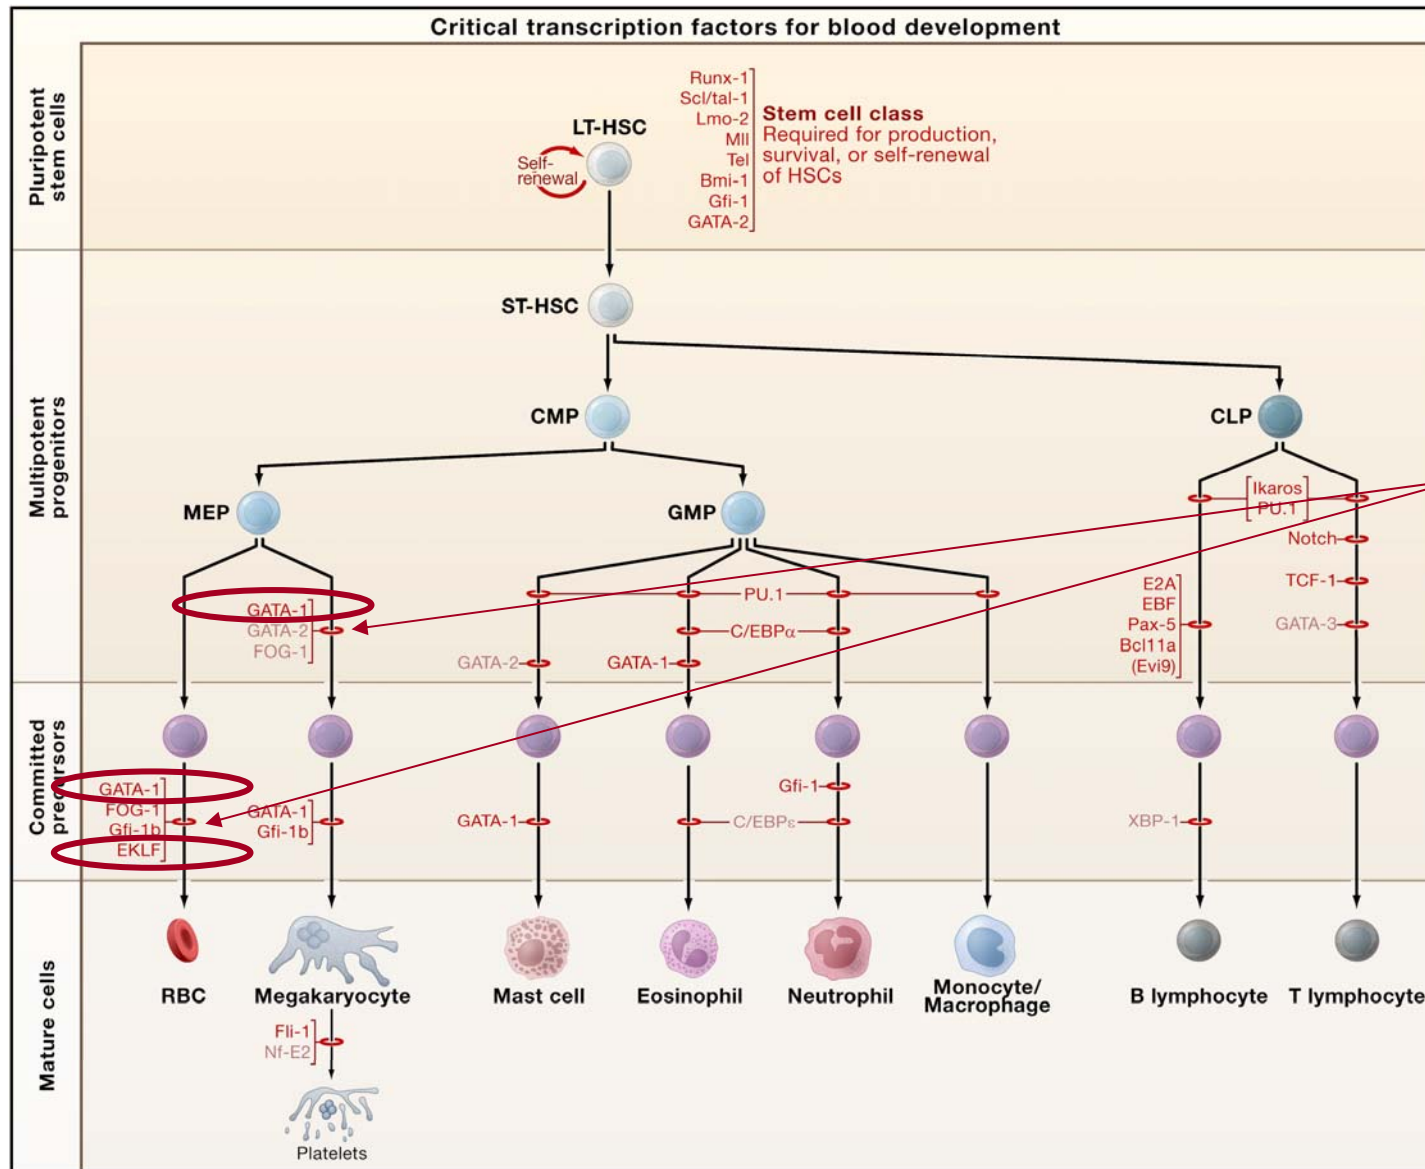 Critical transcription factors for blood development
Pluripotent
stem cells
LT-HSC
Self-
renewal
Runx-1
Scl/tal-1
Lmo-2
Mll
Tel
Bmi-1
Gfi-1
GATA-2
Stem cell class
Required for production,
survival, or self-renewal
of HSCs
Multipotent
progenitors
ST-HSC
CMP
CLP
MEP
GMP
Ikaros
PU.1
Notch
TCF-1
GATA-3
E2A
EBF
Pax-5
Bcl11a
(Evi9)
GATA-1
GATA-2
FOG-1
PU.1
C/EBPα
GATA-2
GATA-1
Committed
precursors
GATA-1
FOG-1
Gfi-1b
EKLF
GATA-1
Gfi-1b
GATA-1
Gfi-1
C/EBPε
XBP-1
Mature cells
RBC
Megakaryocyte
Mast cell
Eosinophil
Neutrophil
Monocyte/
Macrophage
B lymphocyte
T lymphocyte
Fli-1
Nf-E2
Platelets